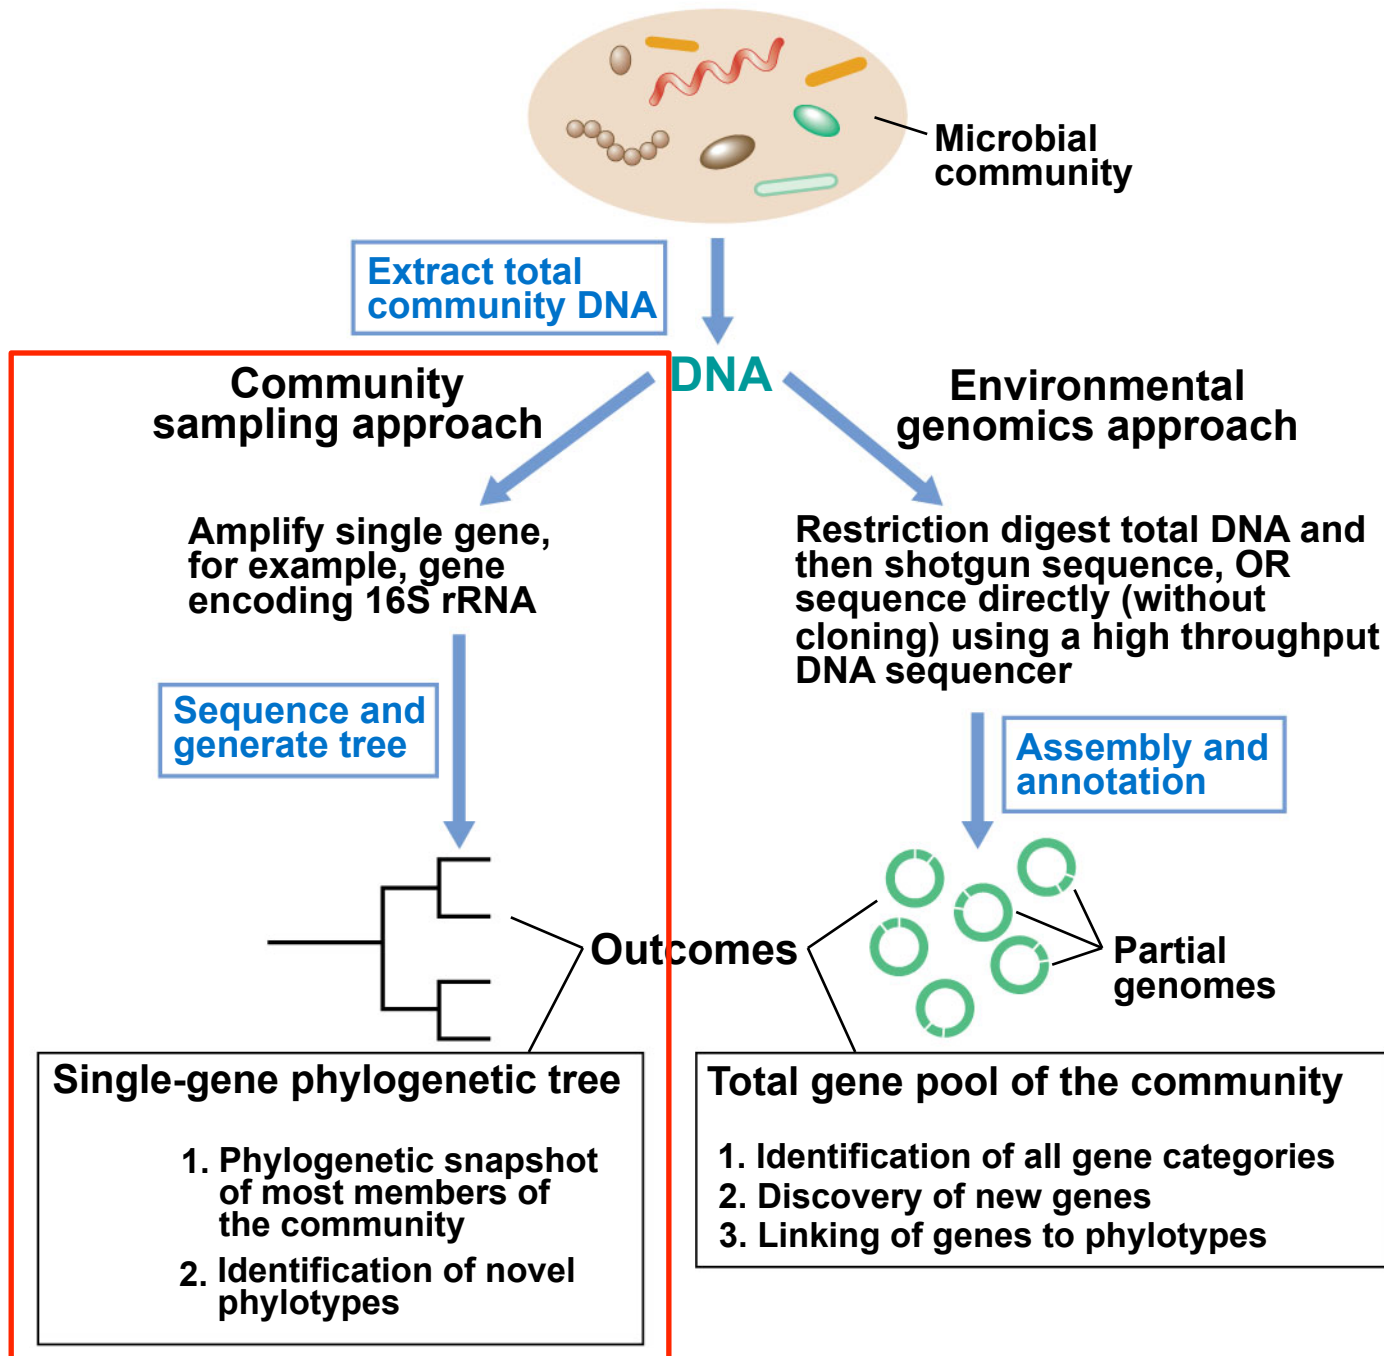 Microbial
community
Extract total
community DNA
DNA
Community
sampling approach
Amplify single gene,
for example, gene
encoding 16S rRNA
Sequence and
generate tree
Environmental
genomics approach
Restriction digest total DNA and
then shotgun sequence, OR
sequence directly (without
cloning) using a high throughput
DNA sequencer
Assembly and
annotation
Outcomes
Partial
genomes
Single-gene phylogenetic tree
1. Phylogenetic snapshot
of most members of
the community
2. Identification of novel
phylotypes
Total gene pool of the community
1. Identification of all gene categories
2. Discovery of new genes
3. Linking of genes to phylotypes